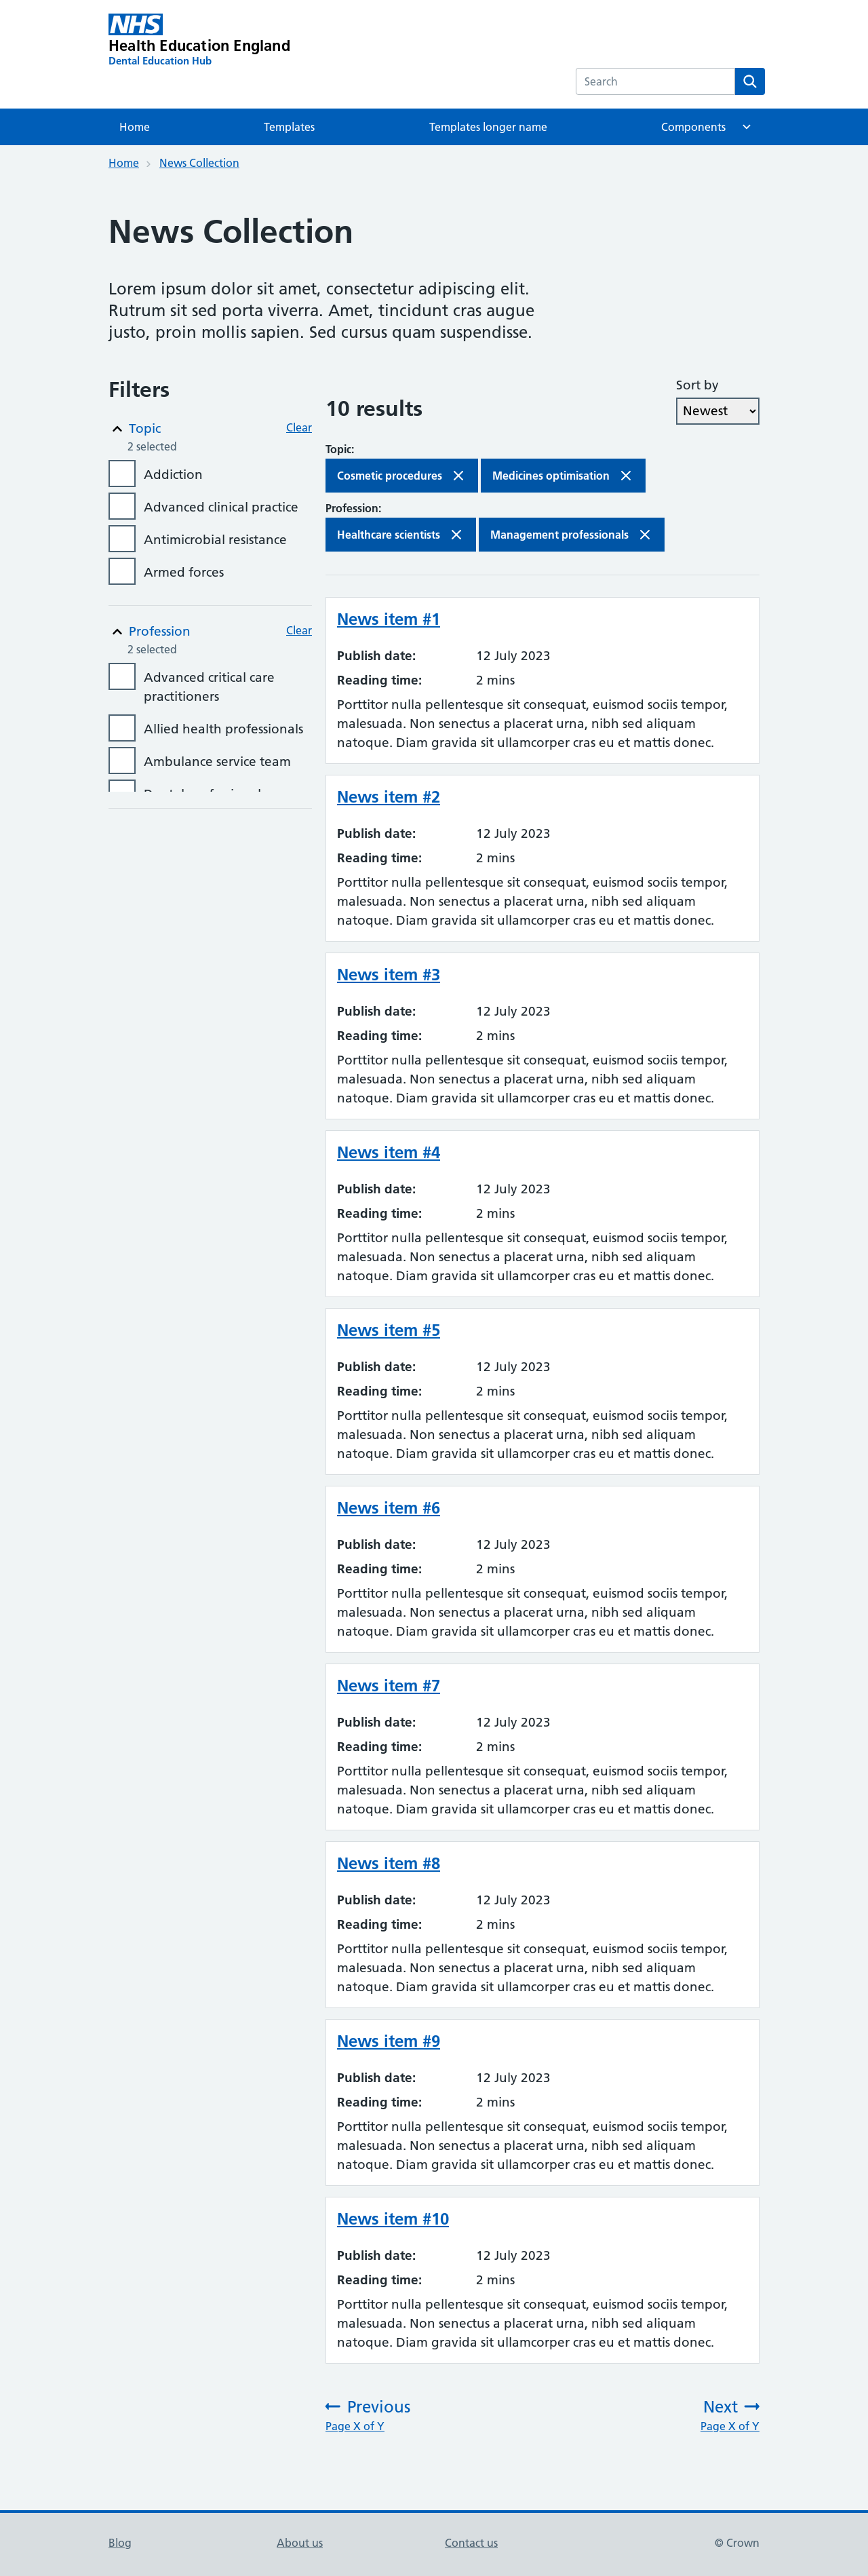 NHS
Health Education England
Dental Education Hub
Search
Home
Templates
Templates longer name
Components
Home
News Collection
News Collection
Lorem ipsum dolor sit amet, consectetur adipiscing elit.
Rutrum sit sed porta viverra. Amet, tincidunt cras augue
justo, proin mollis sapien. Sed cursus quam suspendisse.
Filters
Topic
Clear
2 selected
Addiction
Advanced clinical practice
Antimicrobial resistance
Armed forces
Profession
Clear
2 selected
Advanced critical care
practitioners
Allied health professionals
Ambulance service team
10 results
Sort by
Newest
Topic:
Cosmetic procedures
Medicines optimisation
Profession:
Healthcare scientists
Management professionals
News item #1
Publish date: 12 July 2023
Reading time: 2 mins
Porttitor nulla pellentesque sit consequat, euismod sociis tempor,
malesuada. Non senectus a placerat urna, nibh sed aliquam
natoque. Diam gravida sit ullamcorper cras eu et mattis donec.
News item #2
Publish date: 12 July 2023
Reading time: 2 mins
Porttitor nulla pellentesque sit consequat, euismod sociis tempor,
malesuada. Non senectus a placerat urna, nibh sed aliquam
natoque. Diam gravida sit ullamcorper cras eu et mattis donec.
News item #3
Publish date: 12 July 2023
Reading time: 2 mins
Porttitor nulla pellentesque sit consequat, euismod sociis tempor,
malesuada. Non senectus a placerat urna, nibh sed aliquam
natoque. Diam gravida sit ullamcorper cras eu et mattis donec.
News item #4
Publish date: 12 July 2023
Reading time: 2 mins
Porttitor nulla pellentesque sit consequat, euismod sociis tempor,
malesuada. Non senectus a placerat urna, nibh sed aliquam
natoque. Diam gravida sit ullamcorper cras eu et mattis donec.
News item #5
Publish date: 12 July 2023
Reading time: 2 mins
Porttitor nulla pellentesque sit consequat, euismod sociis tempor,
malesuada. Non senectus a placerat urna, nibh sed aliquam
natoque. Diam gravida sit ullamcorper cras eu et mattis donec.
News item #6
Publish date: 12 July 2023
Reading time: 2 mins
Porttitor nulla pellentesque sit consequat, euismod sociis tempor,
malesuada. Non senectus a placerat urna, nibh sed aliquam
natoque. Diam gravida sit ullamcorper cras eu et mattis donec.
News item #7
Publish date: 12 July 2023
Reading time: 2 mins
Porttitor nulla pellentesque sit consequat, euismod sociis tempor,
malesuada. Non senectus a placerat urna, nibh sed aliquam
natoque. Diam gravida sit ullamcorper cras eu et mattis donec.
News item #8
Publish date: 12 July 2023
Reading time: 2 mins
Porttitor nulla pellentesque sit consequat, euismod sociis tempor,
malesuada. Non senectus a placerat urna, nibh sed aliquam
natoque. Diam gravida sit ullamcorper cras eu et mattis donec.
News item #9
Publish date: 12 July 2023
Reading time: 2 mins
Porttitor nulla pellentesque sit consequat, euismod sociis tempor,
malesuada. Non senectus a placerat urna, nibh sed aliquam
natoque. Diam gravida sit ullamcorper cras eu et mattis donec.
News item #10
Publish date: 12 July 2023
Reading time: 2 mins
Porttitor nulla pellentesque sit consequat, euismod sociis tempor,
malesuada. Non senectus a placerat urna, nibh sed aliquam
natoque. Diam gravida sit ullamcorper cras eu et mattis donec.
Previous
Page X of Y
Next
Page X of Y
Blog
About us
Contact us
© Crown